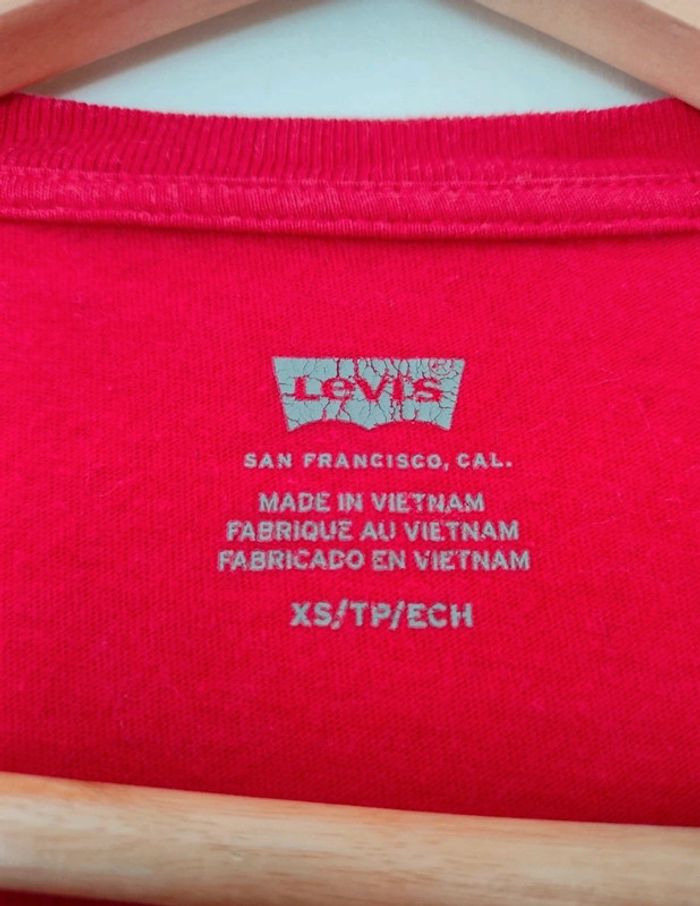 Levi's ®
SAN FRANCISCO, CAL.
MADE IN VIETNAM
FABRIQUE AU VIETNAM
FABRICADO EN VIETNAM
XS/TP/ECH